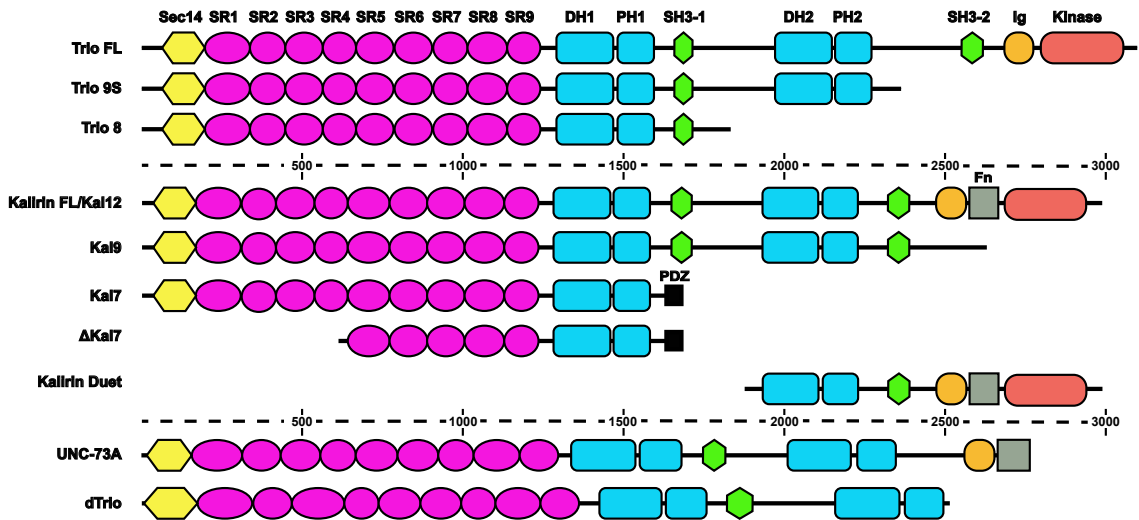 Sec14 SR1 SR2 SR3 SR4 SR5 SR6 SR7 SR8 SR9 DH1 PH1 SH3-1 DH2 PH2 SH3-2 Ig Kinase
Trio FL
Trio 9S
Trio 8
500 1000 1500 2000 2500 3000
Fn
Kalirin FL/Kal12
Kal9
PDZ
Kal7
ΔKal7
Kalirin Duet
500 1000 1500 2000 2500 3000
UNC-73A
dTrio